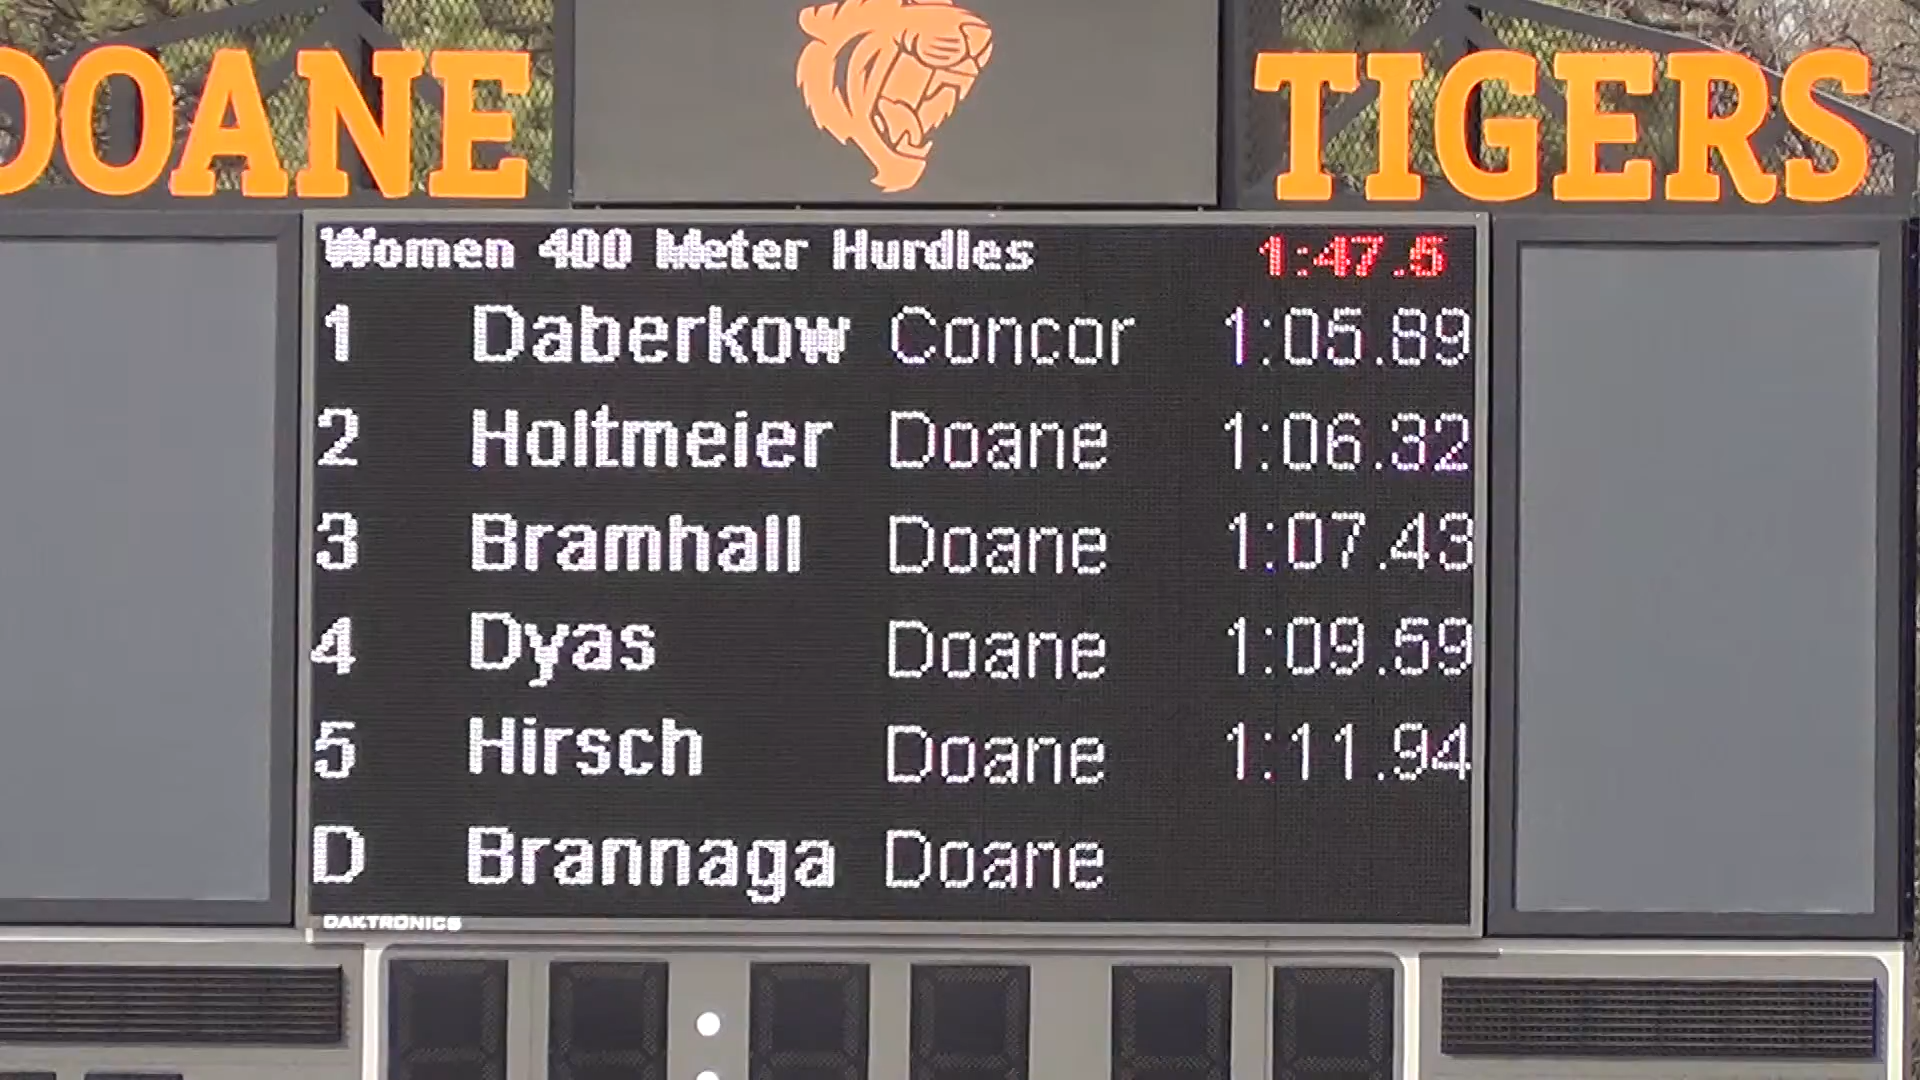 DOANE TIGERS
Women 400 Meter Hurdles 1:47.5
1 Daberkow Concor 1:05.89
2 Holtmeier Doane 1:06.32
3 Bramhall Doane 1:07.43
4 Dyas Doane 1:09.59
5 Hirsch Doane 1:11.94
D Brannaga Doane
DAKTRONICS